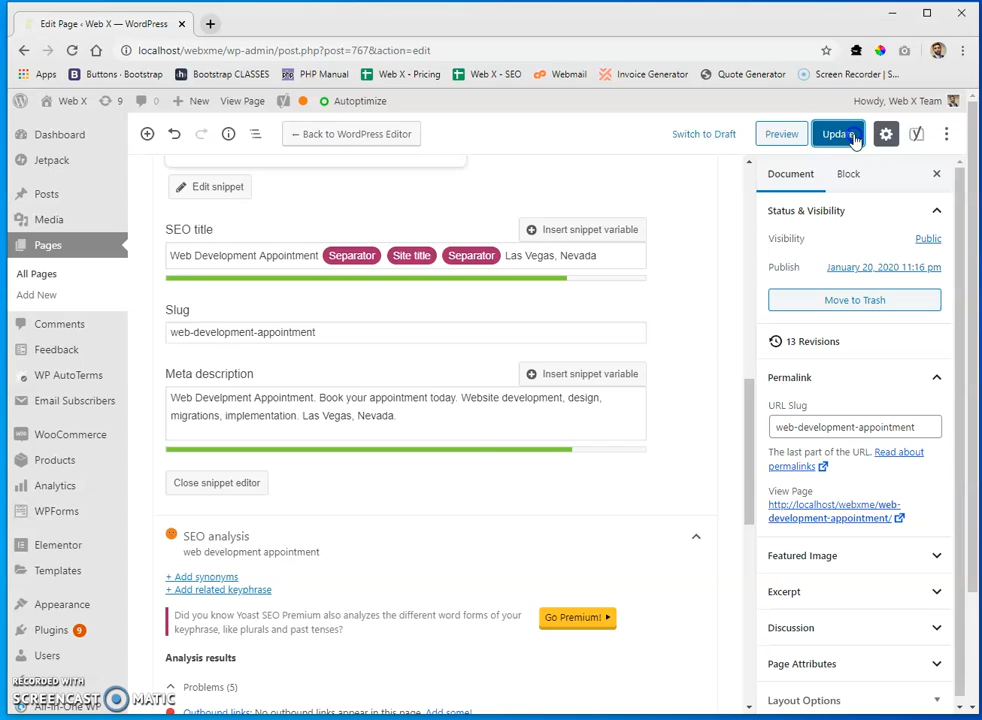 Edit Page ‹ Web X — WordPress
localhost/webxme/wp-admin/post.php?post=767&action=edit
Apps
Buttons · Bootstrap
Bootstrap CLASSES
PHP Manual
Web X - Pricing
Web X - SEO
Webmail
Invoice Generator
Quote Generator
Screen Recorder | S...
Web X
9
0
New
View Page
Autoptimize
Howdy, Web X Team
Dashboard
Jetpack
Posts
Media
Pages
All Pages
Add New
Comments
Feedback
WP AutoTerms
Email Subscribers
WooCommerce
Products
Analytics
WPForms
Elementor
Templates
Appearance
Plugins 9
Users
All-in-One WP
RECORDED WITH
SCREENCAST MATIC
← Back to WordPress Editor
Switch to Draft
Preview
Update
Edit snippet
SEO title
Insert snippet variable
Web Development Appointment Separator Site title Separator Las Vegas, Nevada
Slug
web-development-appointment
Meta description
Insert snippet variable
Web Develpment Appointment. Book your appointment today. Website development, design,
migrations, implementation. Las Vegas, Nevada.
Close snippet editor
SEO analysis
web development appointment
+ Add synonyms
+ Add related keyphrase
Did you know Yoast SEO Premium also analyzes the different word forms of your
keyphrase, like plurals and past tenses?
Go Premium!
Analysis results
Problems (5)
Outbound links: No outbound links appear in this page. Add some!
Document
Block
Status & Visibility
Visibility
Public
Publish
January 20, 2020 11:16 pm
Move to Trash
13 Revisions
Permalink
URL Slug
web-development-appointment
The last part of the URL. Read about
permalinks
View Page
http://localhost/webxme/web-
development-appointment/
Featured Image
Excerpt
Discussion
Page Attributes
Layout Options